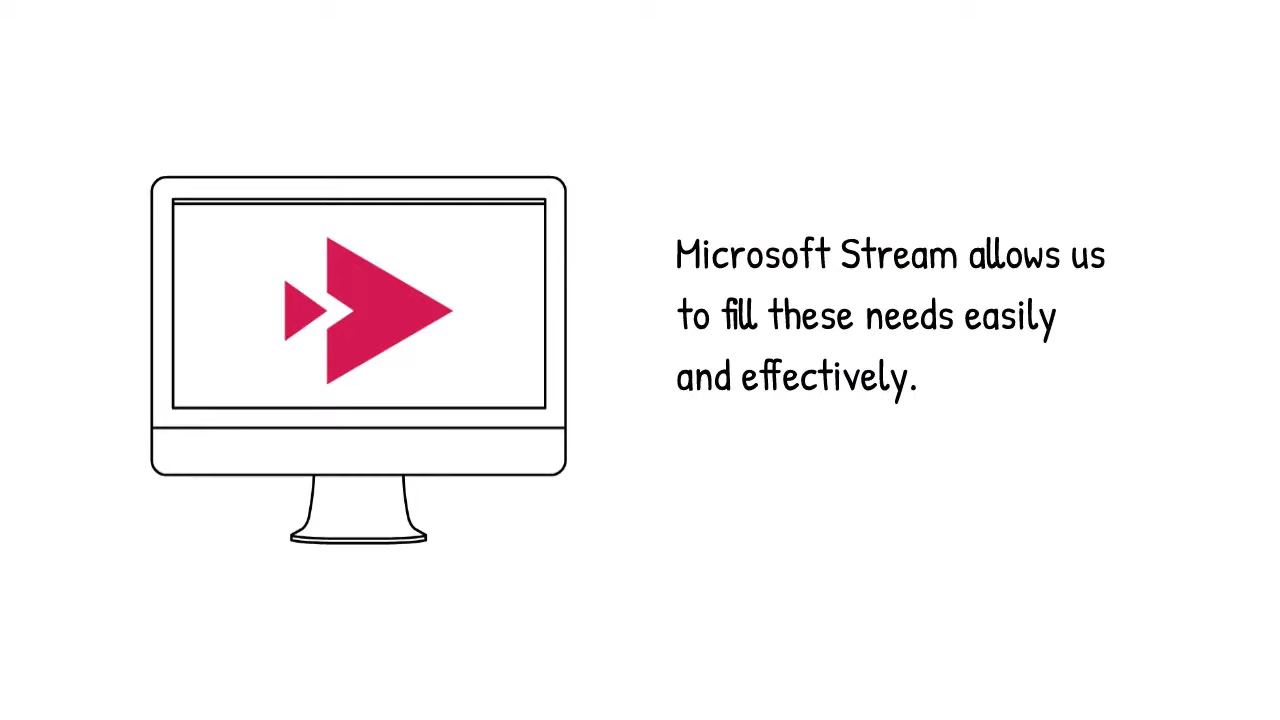 Microsoft Stream allows us
to fill these needs easily
and effectively.